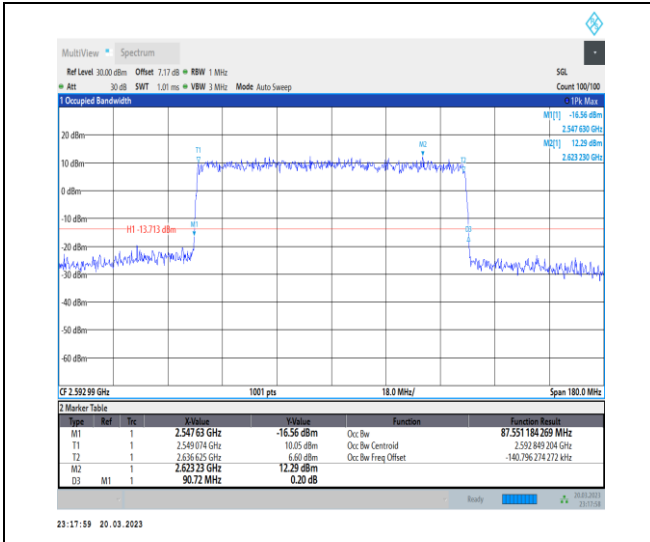 MultiView Spectrum
Ref Level 30.00 dBm Offset 7.17 dB RBW 1 MHz SGL
Att 30 dB SWT 1.01 ms VBW 3 MHz Mode Auto Sweep Count 100/100
1 Occupied Bandwidth 1Pk Max
M1[1] -16.56 dBm
2.547 630 GHz
M2[1] 12.29 dBm
2.623 230 GHz
20 dBm
M2
T1
T2
10 dBm
0 dBm
-10 dBm
M1
H1 -13.713 dBm
D3
-20 dBm
-30 dBm
-40 dBm
-50 dBm
-60 dBm
CF 2.592 99 GHz 1001 pts 18.0 MHz/ Span 180.0 MHz
2 Marker Table
Type Ref Trc X-Value Y-Value Function Function Result
M1 1 2.547 63 GHz -16.56 dBm Occ Bw 87.551 184 269 MHz
T1 1 2.549 074 GHz 10.05 dBm Occ Bw Centroid 2.592 849 204 GHz
T2 1 2.636 625 GHz 6.60 dBm Occ Bw Freq Offset -140.796 274 272 kHz
M2 1 2.623 23 GHz 12.29 dBm
D3 M1 1 90.72 MHz 0.20 dB
Ready 20.03.2023
23:17:58
23:17:59 20.03.2023